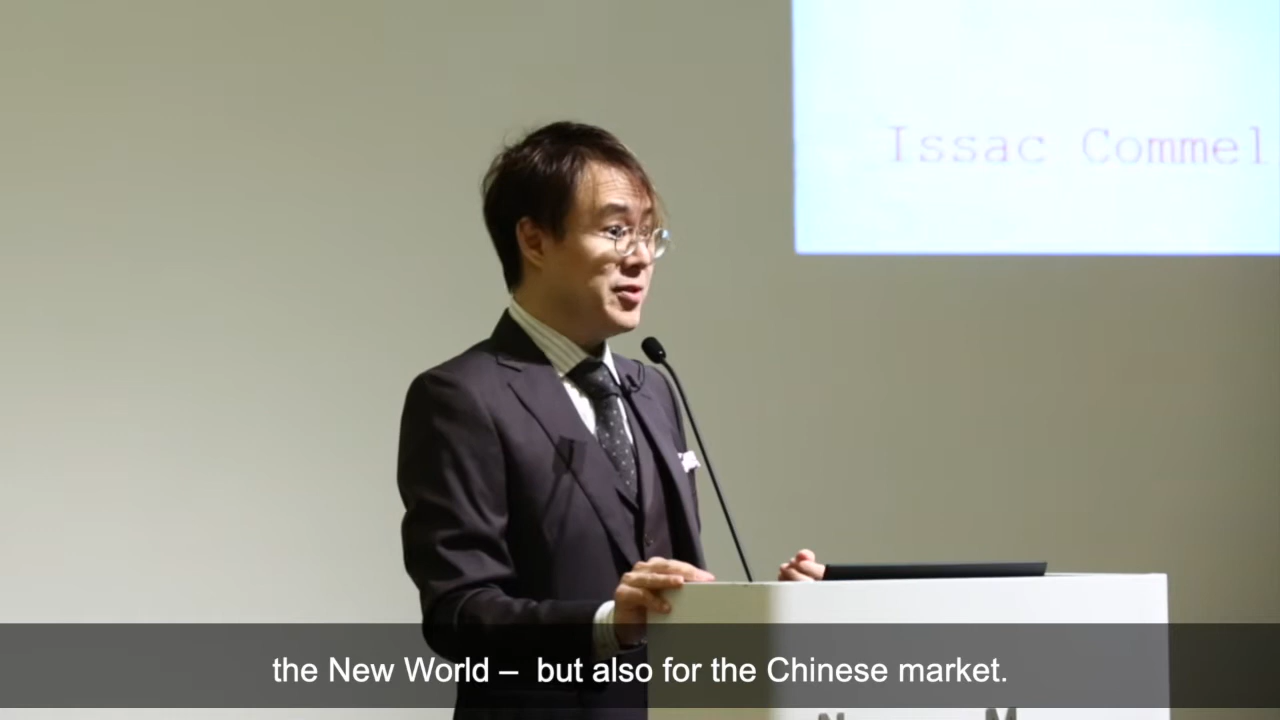 Issac Commel
the New World –  but also for the Chinese market.